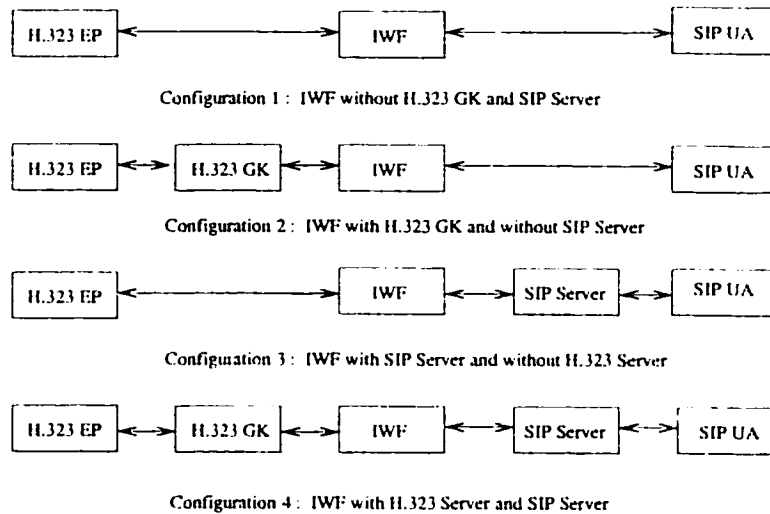 H.323 EP IWF SIP UA
Configuration 1 : IWF without H.323 GK and SIP Server
H.323 EP H.323 GK IWF SIP UA
Configuration 2 : IWF with H.323 GK and without SIP Server
H.323 EP IWF SIP Server SIP UA
Configuration 3 : IWF with SIP Server and without H.323 Server
H.323 EP H.323 GK IWF SIP Server SIP UA
Configuration 4 : IWF with H.323 Server and SIP Server